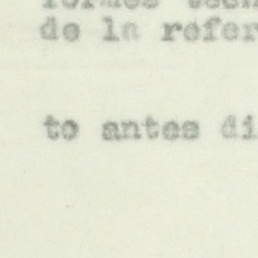 de la refer
to antes di